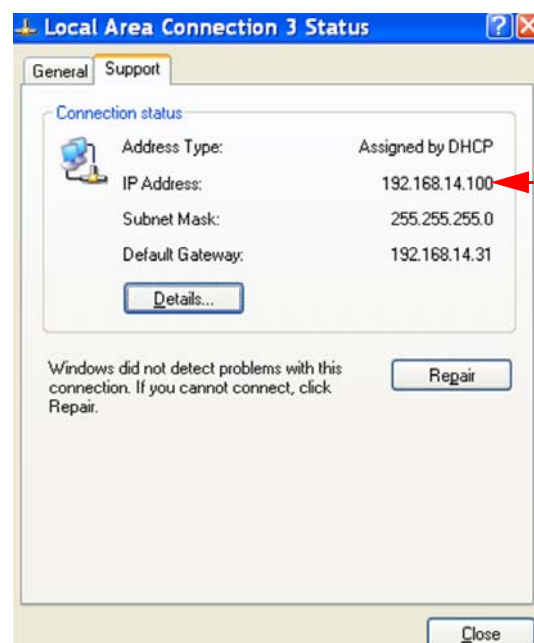 Local Area Connection 3 Status
General Support
Connection status
Address Type: Assigned by DHCP
IP Address: 192.168.14.100
Subnet Mask: 255.255.255.0
Default Gateway: 192.168.14.31
Details...
Windows did not detect problems with this
connection. If you cannot connect, click
Repair.
Repair
Close